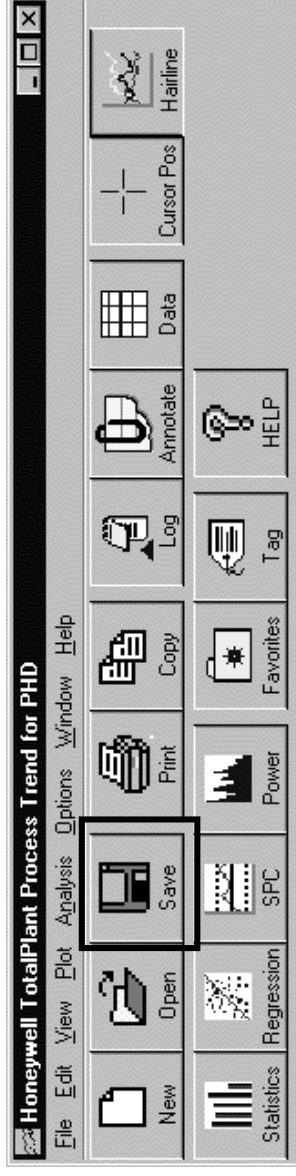 Honeywell TotalPlant Process Trend for PHD
File Edit View Plot Analysis Options Window Help
New Open Save Print Copy Log Annotate Data Cursor Pos Hairline
Statistics Regression SPC Power Favorites Tag HELP